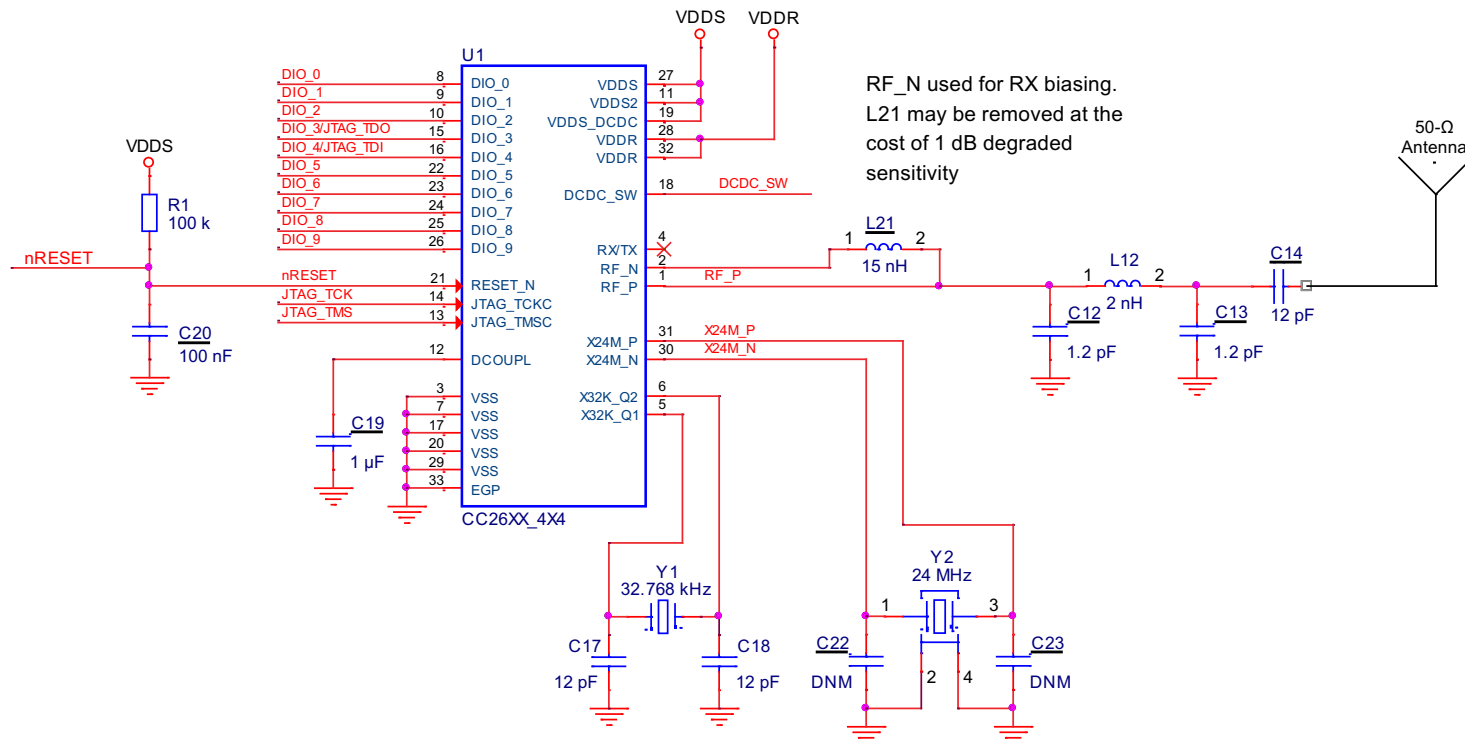 VDDS
VDDR
U1
DIO_0
8
DIO_0
DIO_1
9
DIO_1
DIO_2
10
DIO_2
DIO_3/JTAG_TDO
15
DIO_3
DIO_4/JTAG_TDI
16
DIO_4
DIO_5
22
DIO_5
DIO_6
23
DIO_6
DIO_7
24
DIO_7
DIO_8
25
DIO_8
DIO_9
26
DIO_9
nRESET
21
RESET_N
JTAG_TCK
14
JTAG_TCKC
JTAG_TMS
13
JTAG_TMSC
12
DCOUPL
3
VSS
7
VSS
17
VSS
20
VSS
29
VSS
33
EGP
CC26XX_4X4
VDDS
27
VDDS2
11
VDDS_DCDC
19
VDDR
28
VDDR
32
DCDC_SW
18
DCDC_SW
RX/TX
4
RF_N
2
RF_P
1
RF_P
X24M_P
31
X24M_P
X24M_N
30
X24M_N
X32K_Q2
6
X32K_Q1
5
RF_N used for RX biasing.
L21 may be removed at the
cost of 1 dB degraded
sensitivity
50-Ω
Antenna
VDDS
R1
100 k
nRESET
C20
100 nF
C19
1 µF
L21
1
2
15 nH
L12
1
2
2 nH
C14
12 pF
C12
1.2 pF
C13
1.2 pF
Y1
32.768 kHz
C17
12 pF
C18
12 pF
Y2
24 MHz
1
3
2
4
C22
DNM
C23
DNM